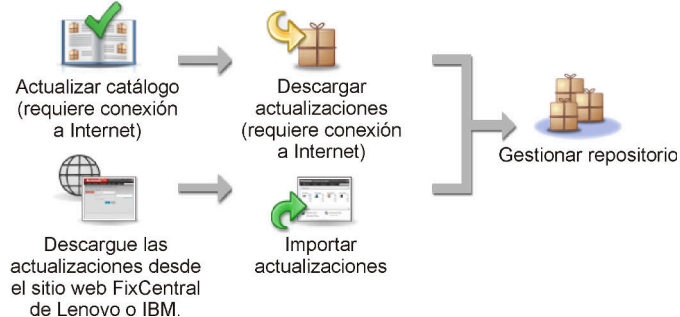 Actualizar catálogo
(requiere conexión
a Internet)
Descargar
actualizaciones
(requiere conexión
a Internet)
Gestionar repositorio
Descargue las
actualizaciones desde
el sitio web FixCentral
de Lenovo o IBM.
Importar
actualizaciones